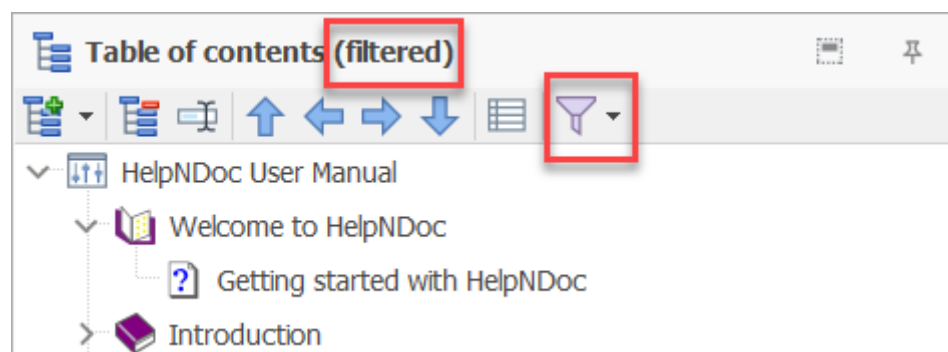 Table of contents (filtered)
HelpNDoc User Manual
Welcome to HelpNDoc
? Getting started with HelpNDoc
Introduction